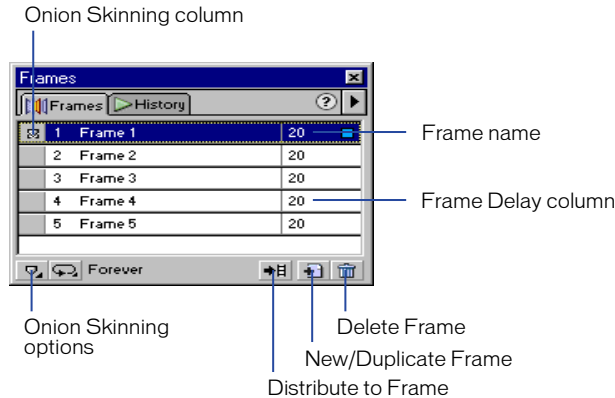 Onion Skinning column
Frames
Frames History ?
1 Frame 1 20
Frame name
2 Frame 2 20
3 Frame 3 20
4 Frame 4 20
Frame Delay column
5 Frame 5 20
Forever
Onion Skinning
options
Delete Frame
New/Duplicate Frame
Distribute to Frame